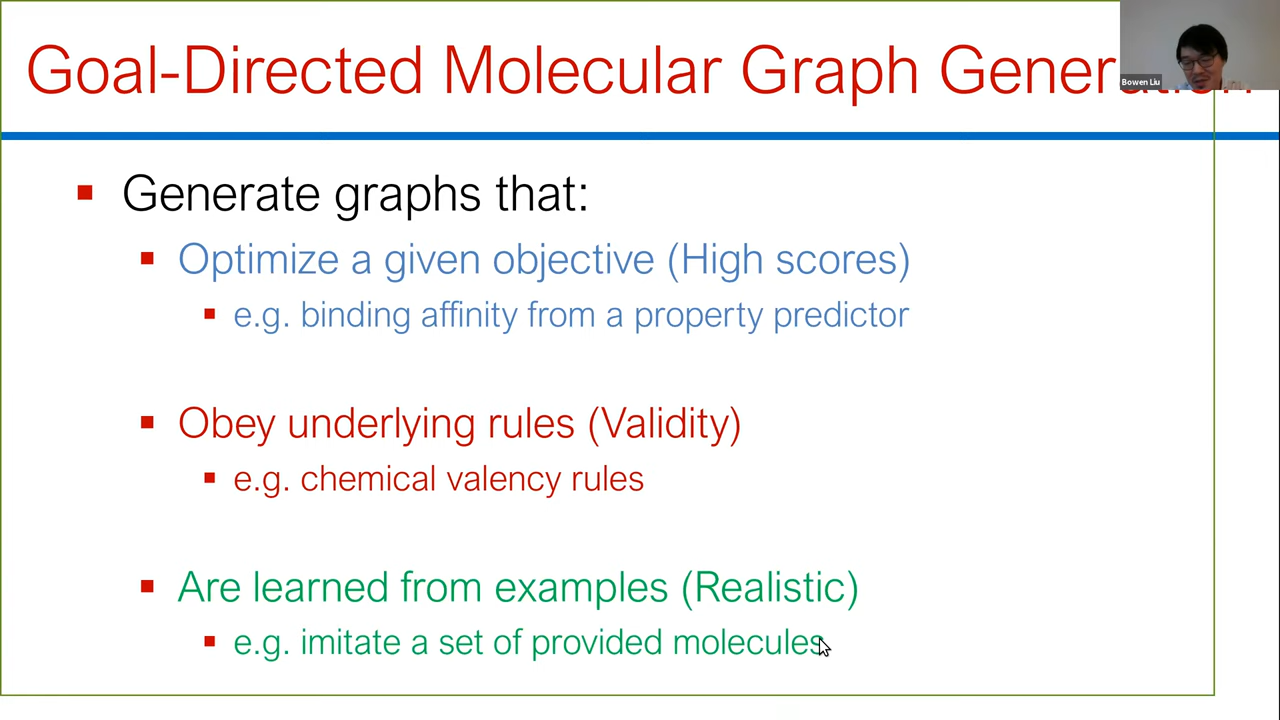 Goal-Directed Molecular Graph Generation
Bowen Liu
Generate graphs that:
Optimize a given objective (High scores)
e.g. binding affinity from a property predictor
Obey underlying rules (Validity)
e.g. chemical valency rules
Are learned from examples (Realistic)
e.g. imitate a set of provided molecules